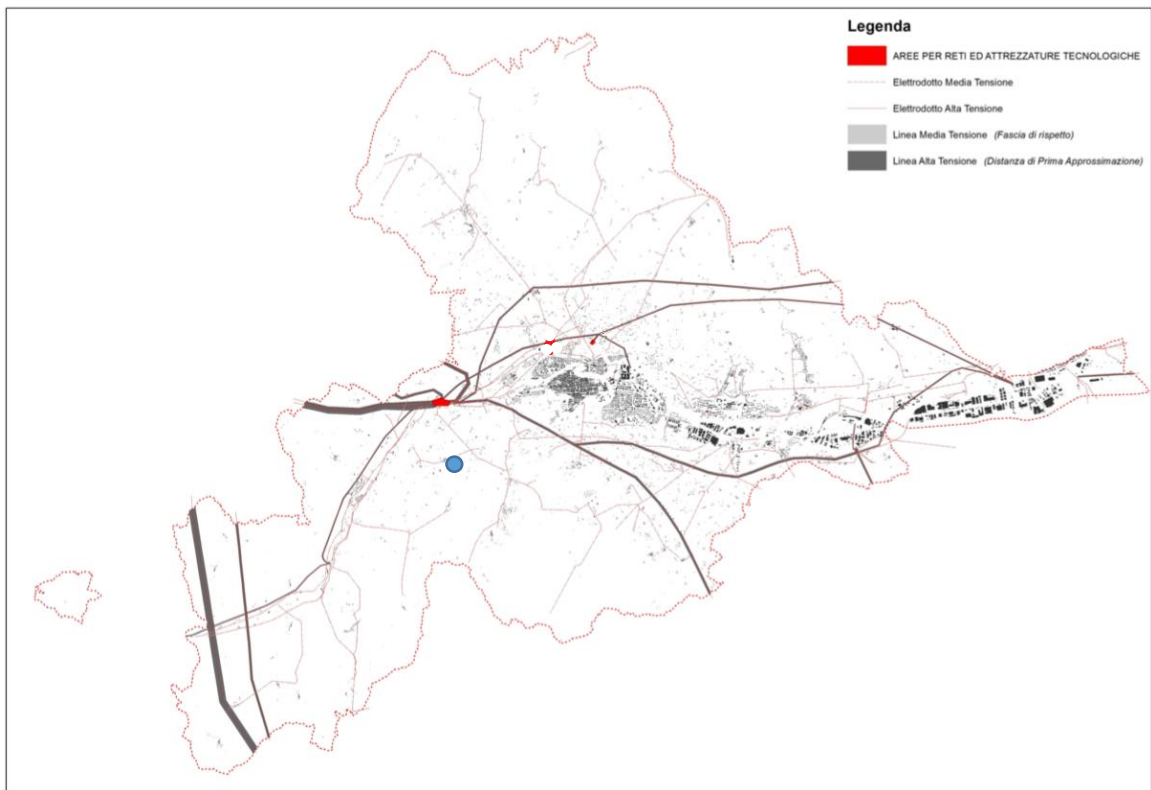 Legenda
AREE PER RETI ED ATTREZZATURE TECNOLOGICHE
Elettrodotto Media Tensione
Elettrodotto Alta Tensione
Linea Media Tensione (Fascia di rispetto)
Linea Alta Tensione (Distanza di Prima Approssimazione)